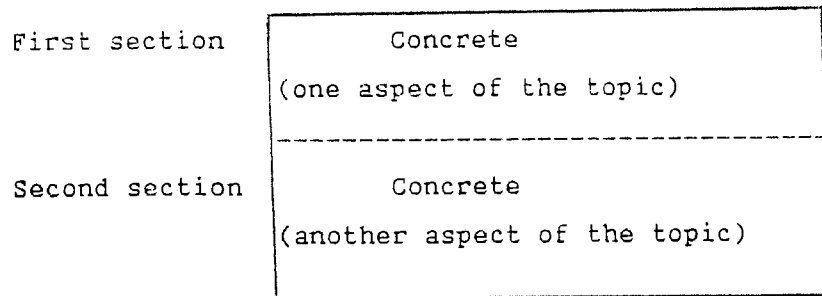 First section Concrete
(one aspect of the topic)
Second section Concrete
(another aspect of the topic)